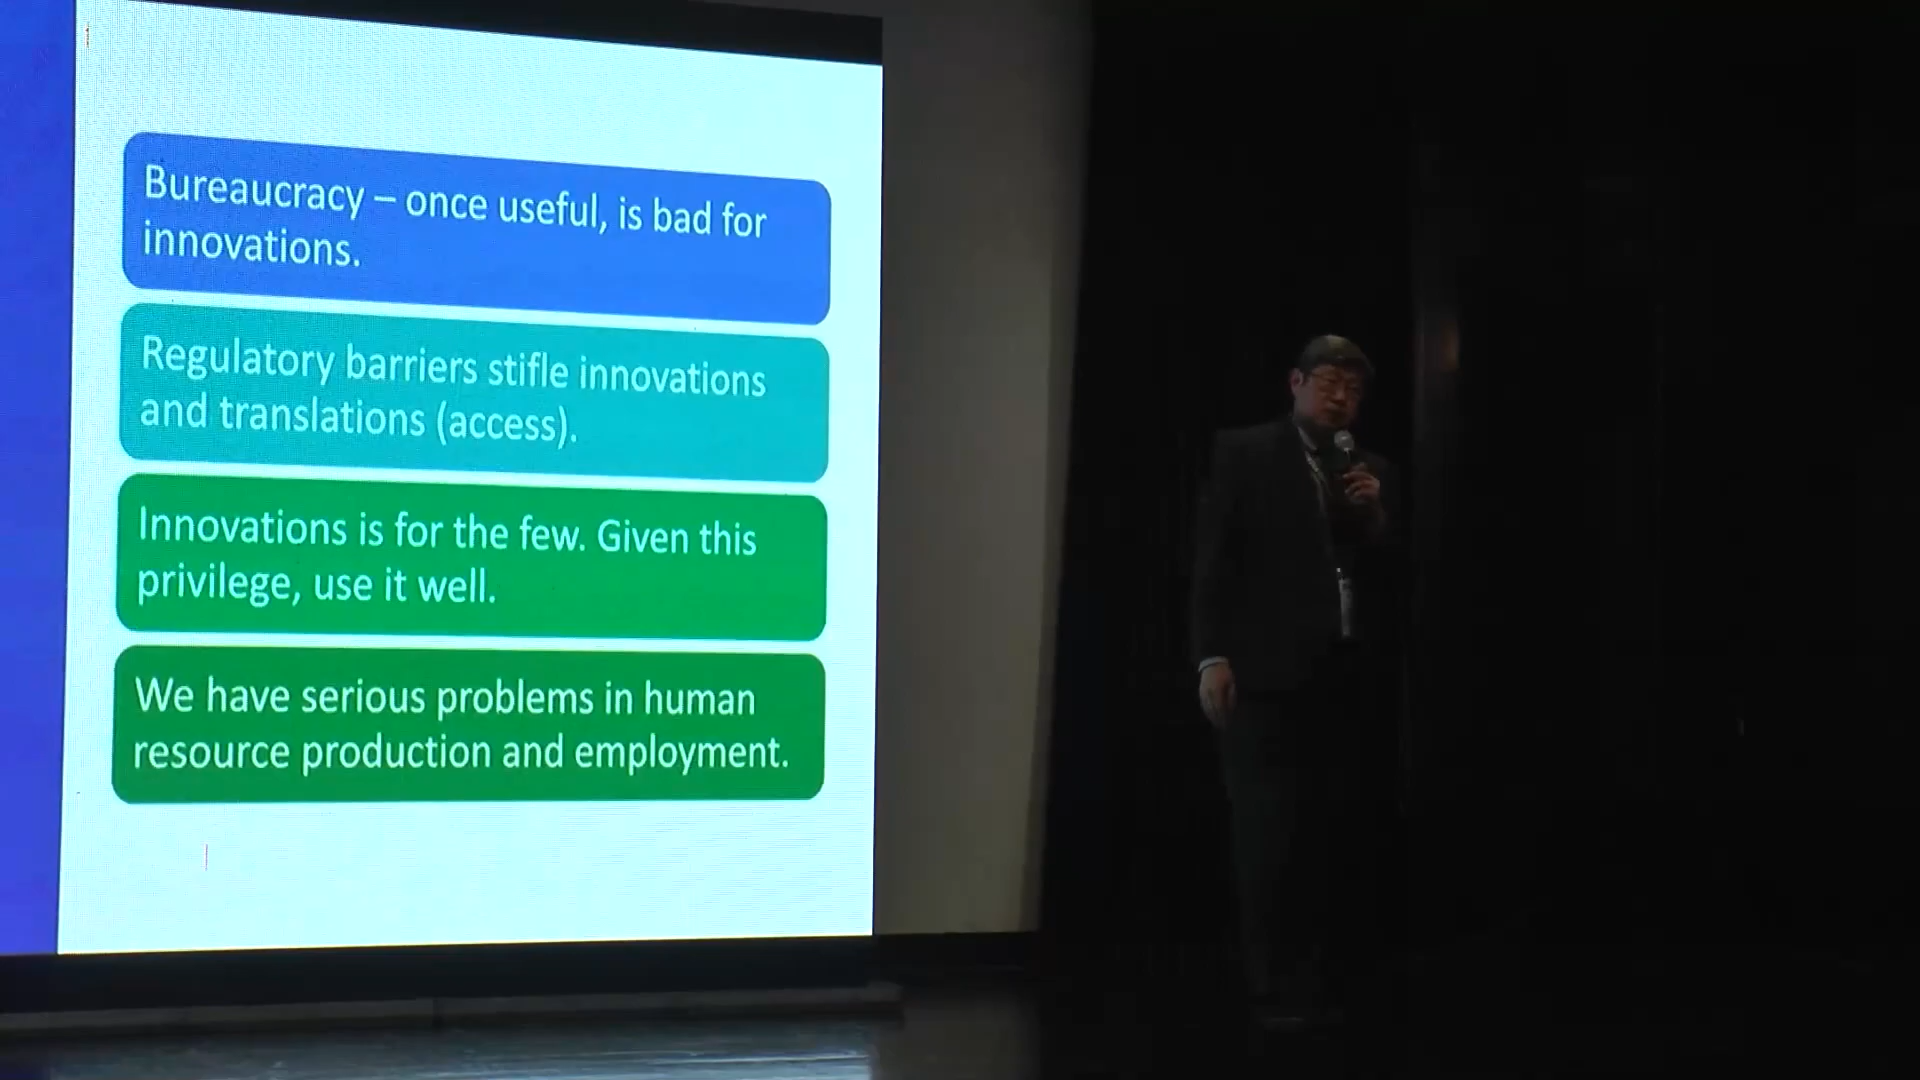 Bureaucracy – once useful, is bad for
innovations.
Regulatory barriers stifle innovations
and translations (access).
Innovations is for the few. Given this
privilege, use it well.
We have serious problems in human
resource production and employment.